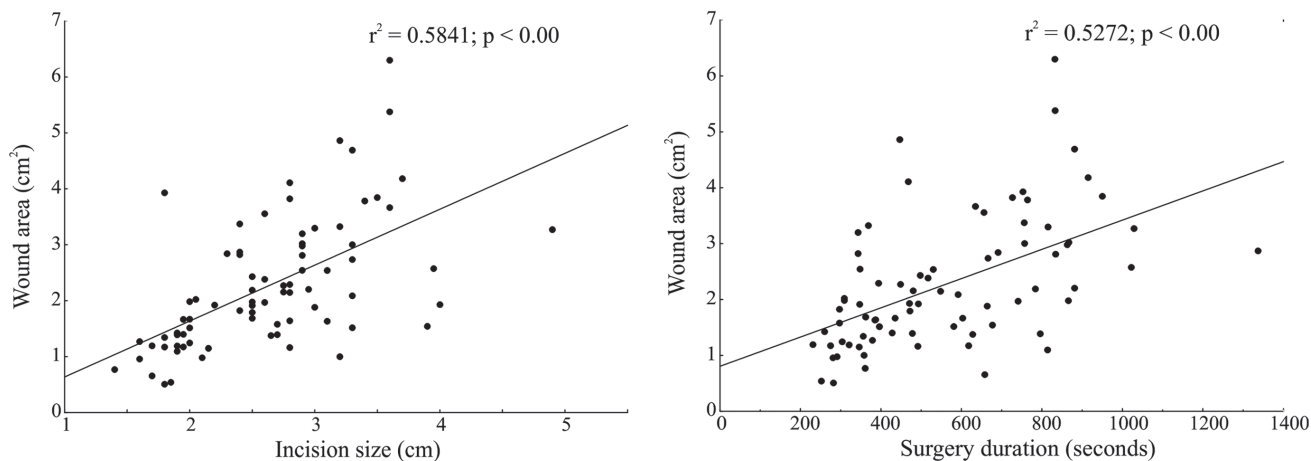 r² = 0.5841; p < 0.00
7
6
5
4
3
2
1
0
Wound area (cm²)
1 2 3 4 5
Incision size (cm)
r² = 0.5272; p < 0.00
7
6
5
4
3
2
1
0
Wound area (cm²)
0 200 400 600 800 1000 1200 1400
Surgery duration (seconds)